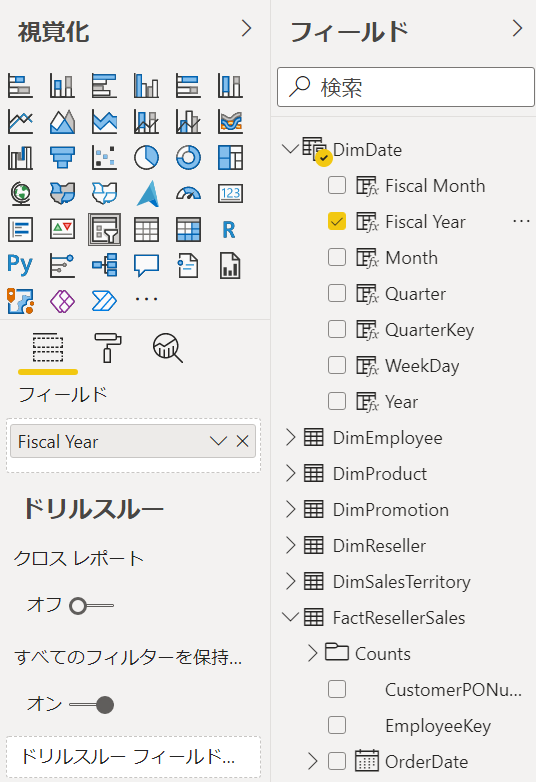 視覚化
123
R
Py
フィールド
Fiscal Year
ドリルスルー
クロス レポート
オフ
すべてのフィルターを保持...
オン
ドリルスルー フィールド...
フィールド
検索
DimDate
Fiscal Month
Fiscal Year
Month
Quarter
QuarterKey
WeekDay
Year
DimEmployee
DimProduct
DimPromotion
DimReseller
DimSalesTerritory
FactResellerSales
Counts
CustomerPONu...
EmployeeKey
OrderDate